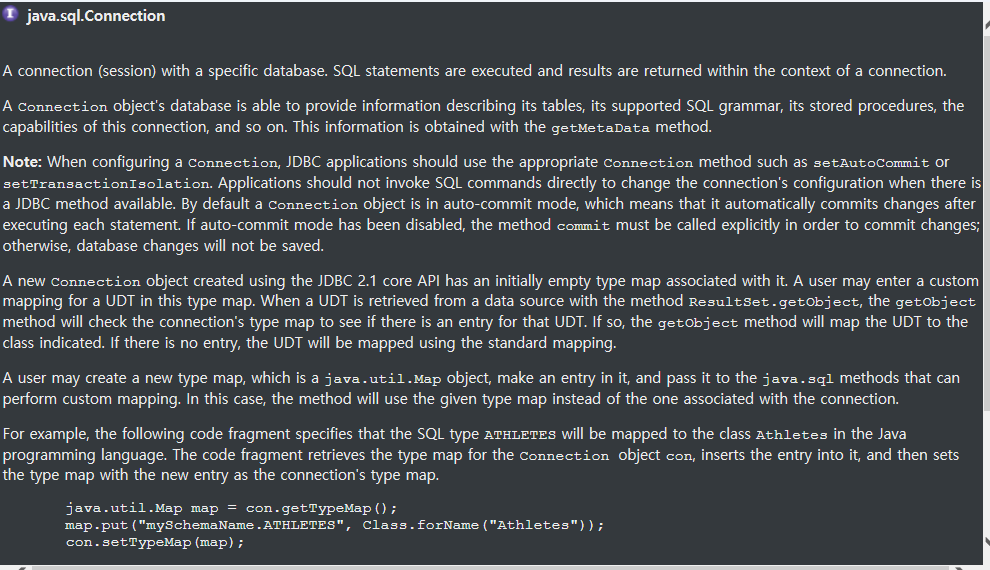 I java.sql.Connection
A connection (session) with a specific database. SQL statements are executed and results are returned within the context of a connection.
A Connection object's database is able to provide information describing its tables, its supported SQL grammar, its stored procedures, the
capabilities of this connection, and so on. This information is obtained with the getMetaData method.
Note: When configuring a Connection, JDBC applications should use the appropriate Connection method such as setAutoCommit or
setTransactionIsolation. Applications should not invoke SQL commands directly to change the connection's configuration when there is
a JDBC method available. By default a Connection object is in auto-commit mode, which means that it automatically commits changes after
executing each statement. If auto-commit mode has been disabled, the method commit must be called explicitly in order to commit changes;
otherwise, database changes will not be saved.
A new Connection object created using the JDBC 2.1 core API has an initially empty type map associated with it. A user may enter a custom
mapping for a UDT in this type map. When a UDT is retrieved from a data source with the method ResultSet.getObject, the getObject
method will check the connection's type map to see if there is an entry for that UDT. If so, the getObject method will map the UDT to the
class indicated. If there is no entry, the UDT will be mapped using the standard mapping.
A user may create a new type map, which is a java.util.Map object, make an entry in it, and pass it to the java.sql methods that can
perform custom mapping. In this case, the method will use the given type map instead of the one associated with the connection.
For example, the following code fragment specifies that the SQL type ATHLETES will be mapped to the class Athletes in the Java
programming language. The code fragment retrieves the type map for the Connection object con, inserts the entry into it, and then sets
the type map with the new entry as the connection's type map.
java.util.Map map = con.getTypeMap();
map.put("mySchemaName.ATHLETES", Class.forName("Athletes"));
con.setTypeMap(map);